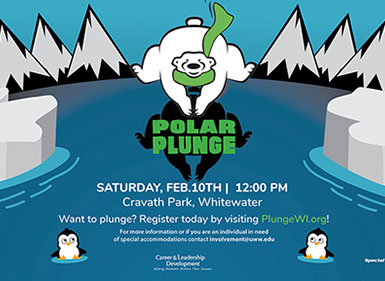 POLAR
PLUNGE
SATURDAY, FEB.10TH | 12:00 PM
Cravath Park, Whitewater
Want to plunge? Register today by visiting PlungeWI.org!
For more information or if you are an individual in need
of special accommodations contact involvement@uww.edu
Career & Leadership
Development
Special